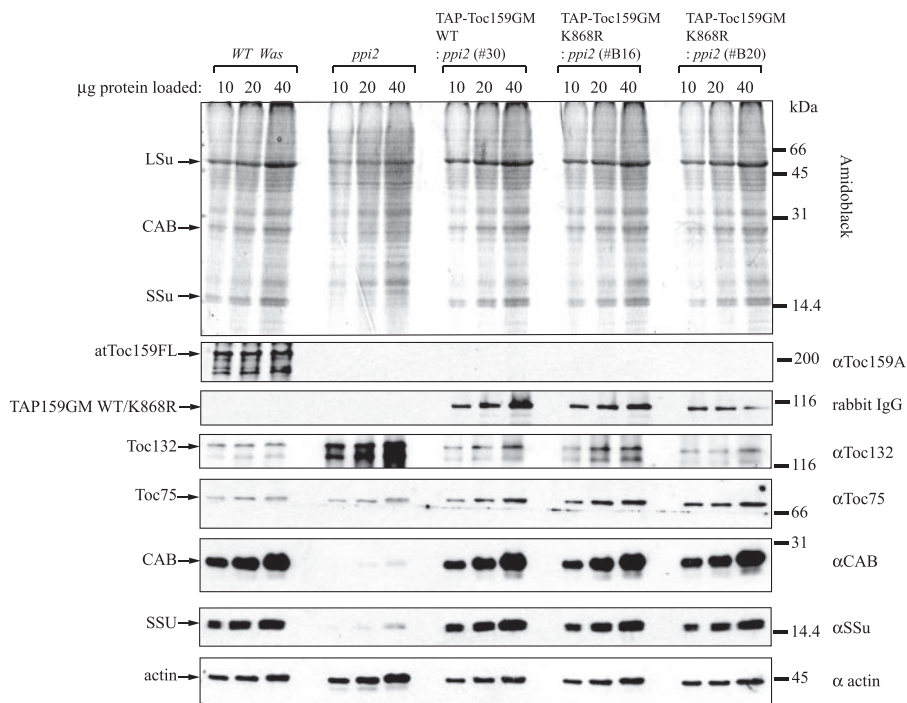 TAP-Toc159GM TAP-Toc159GM TAP-Toc159GM
WT K868R K868R
WT Was ppi2 : ppi2 (#30) : ppi2 (#B16) : ppi2 (#B20)
µg protein loaded: 10 20 40 10 20 40 10 20 40 10 20 40 10 20 40
kDa
66
LSu
45
31
CAB
SSu
14.4
Amidoblack
atToc159FL
200 αToc159A
TAP159GM WT/K868R 116 rabbit IgG
Toc132 αToc132
116
Toc75 αToc75
66
31
CAB αCAB
SSU αSSu
14.4
actin 45 α actin